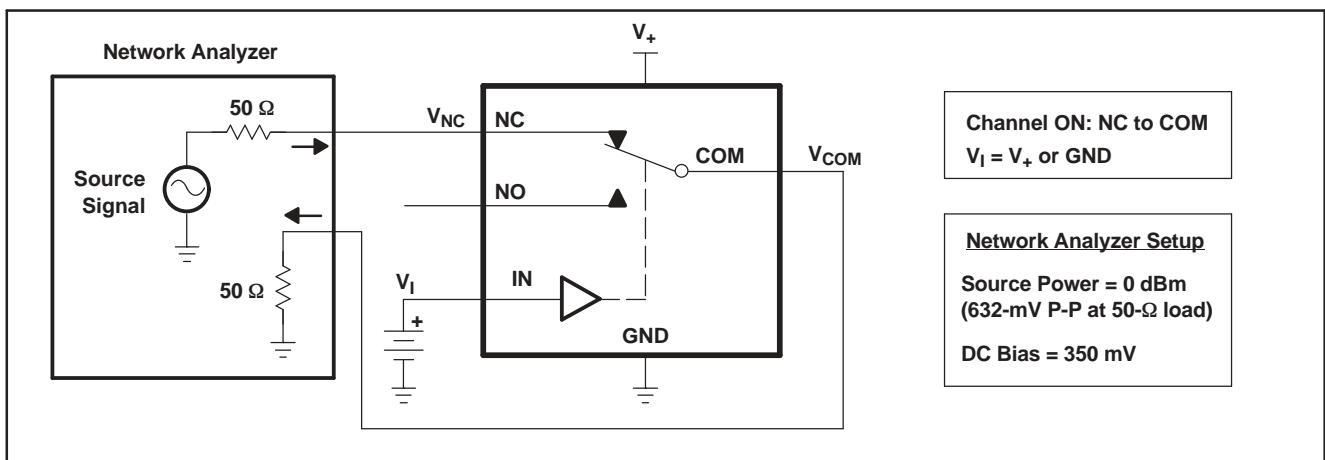 V+
Network Analyzer
50 Ω
VNC
NC
COM
VCOM
Source
Signal
NO
50 Ω
VI
IN
+
GND
Channel ON: NC to COM
VI = V+ or GND
Network Analyzer Setup
Source Power = 0 dBm
(632-mV P-P at 50-Ω load)
DC Bias = 350 mV